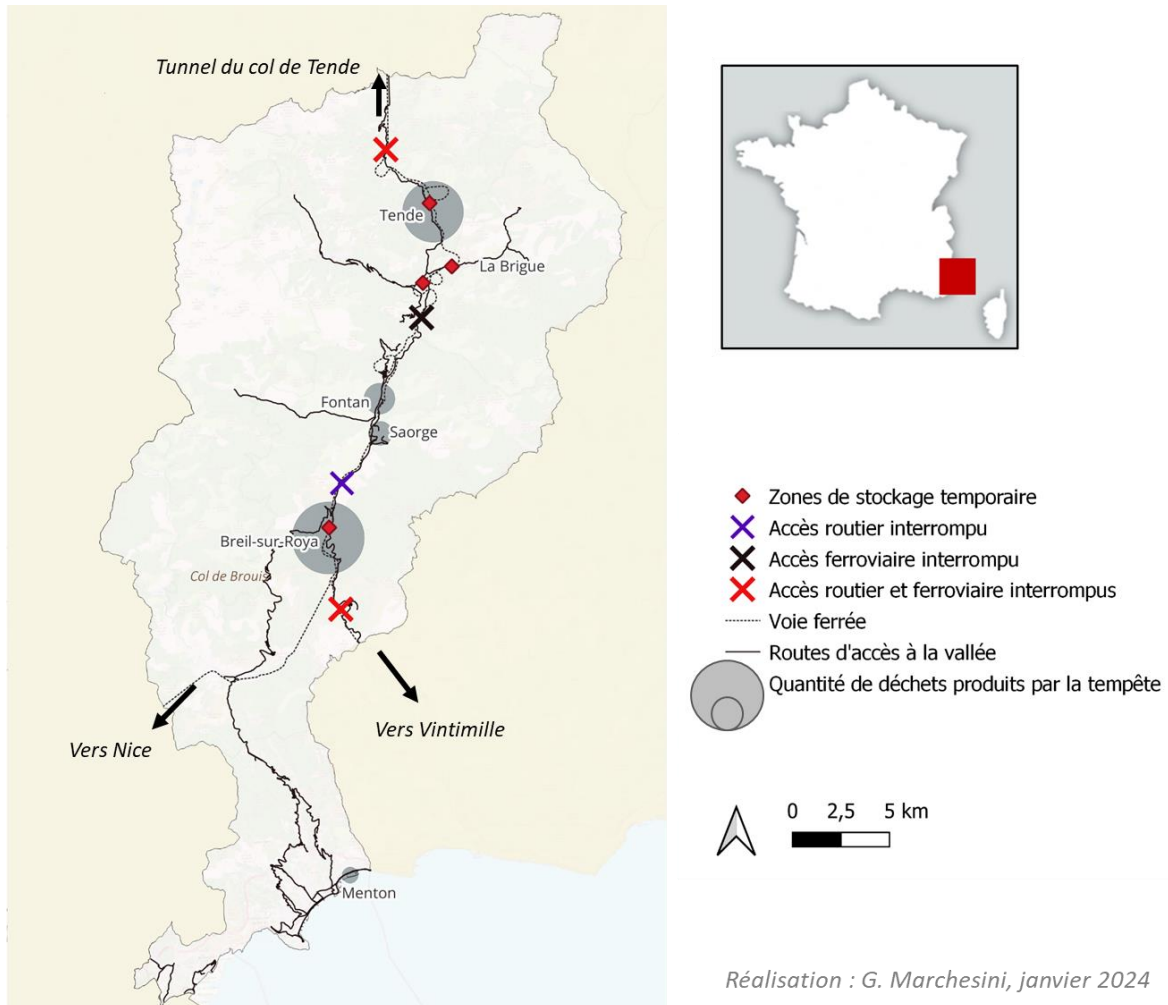 Tunnel du col de Tende
Tende
La Brigue
Fontan
Saorge
Breil-sur-Roya
Col de Brouis
Vers Nice
Vers Vintimille
Menton
Zones de stockage temporaire
Accès routier interrompu
Accès ferroviaire interrompu
Accès routier et ferroviaire interrompus
Voie ferrée
Routes d'accès à la vallée
Quantité de déchets produits par la tempête
0 2,5 5 km
Réalisation : G. Marchesini, janvier 2024